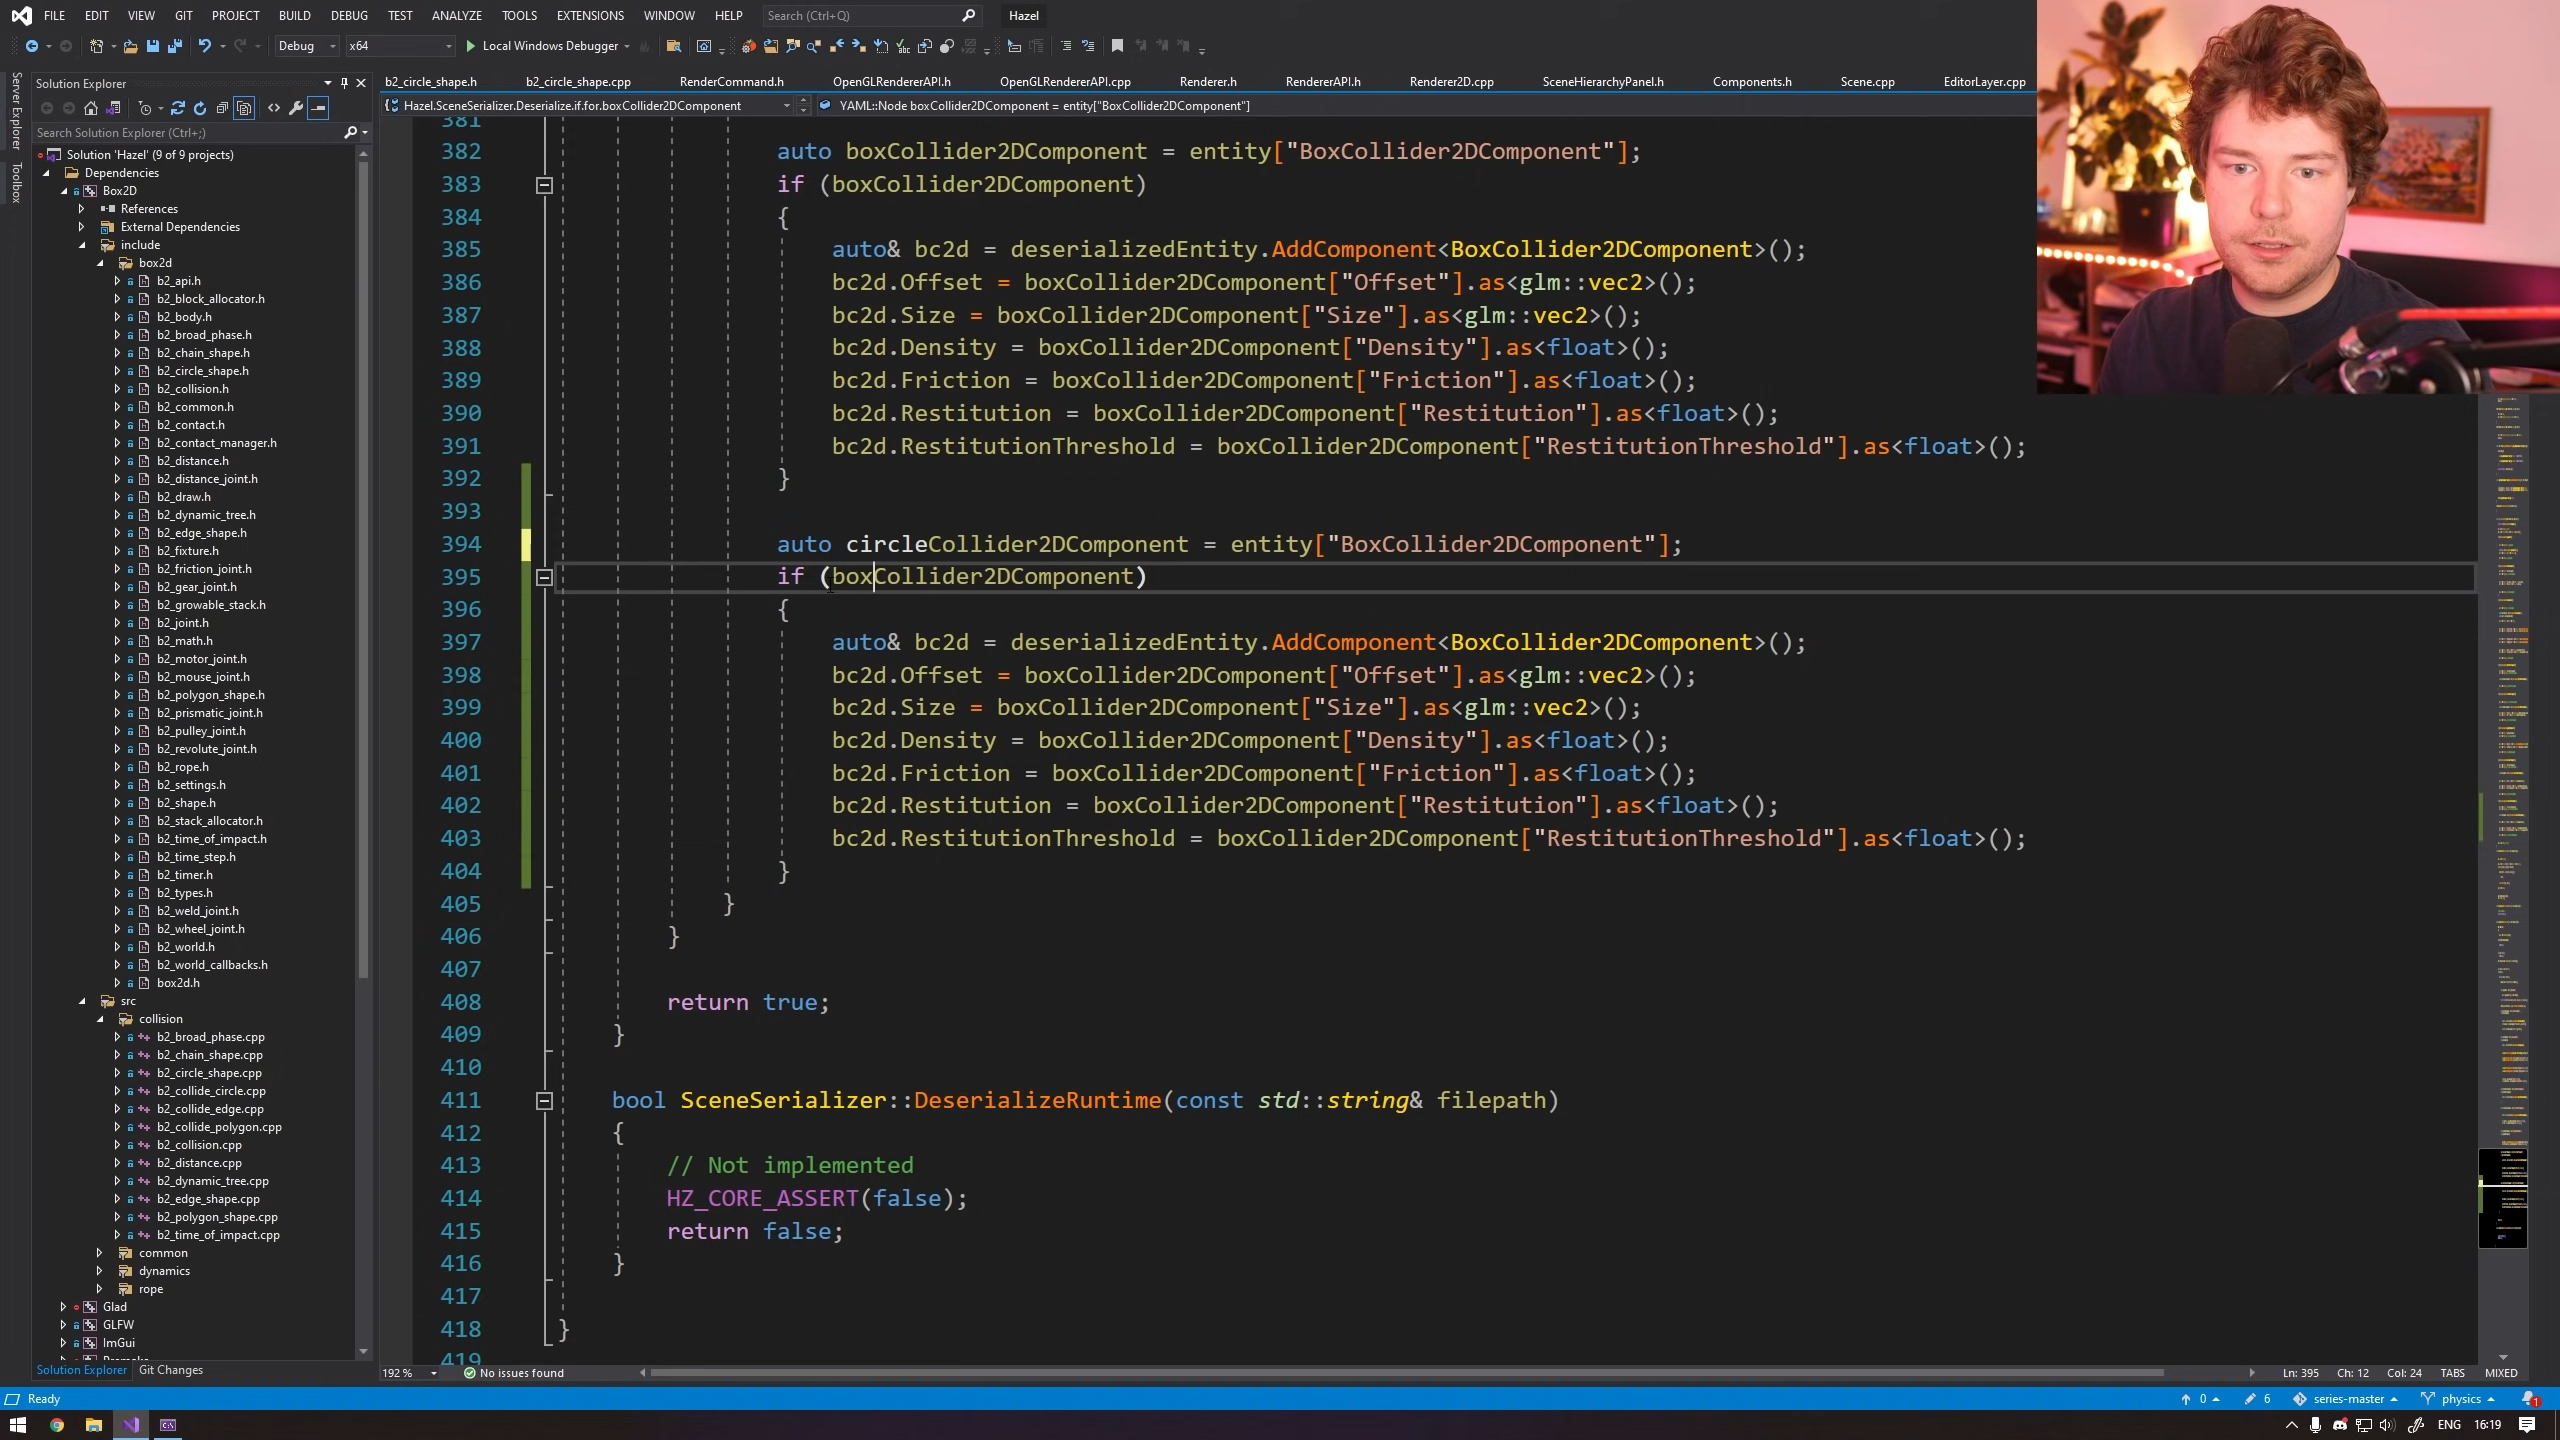 FILE EDIT VIEW GIT PROJECT BUILD DEBUG TEST ANALYZE TOOLS EXTENSIONS WINDOW HELP Search (Ctrl+Q) Hazel
Debug x64 Local Windows Debugger
Server Explorer
Toolbox
Solution Explorer
Search Solution Explorer (Ctrl+;)
Solution 'Hazel' (9 of 9 projects)
Dependencies
Box2D
References
External Dependencies
include
box2d
b2_api.h
b2_block_allocator.h
b2_body.h
b2_broad_phase.h
b2_chain_shape.h
b2_circle_shape.h
b2_collision.h
b2_common.h
b2_contact.h
b2_contact_manager.h
b2_distance.h
b2_distance_joint.h
b2_draw.h
b2_dynamic_tree.h
b2_edge_shape.h
b2_fixture.h
b2_friction_joint.h
b2_gear_joint.h
b2_growable_stack.h
b2_joint.h
b2_math.h
b2_motor_joint.h
b2_mouse_joint.h
b2_polygon_shape.h
b2_prismatic_joint.h
b2_pulley_joint.h
b2_revolute_joint.h
b2_rope.h
b2_settings.h
b2_shape.h
b2_stack_allocator.h
b2_time_of_impact.h
b2_time_step.h
b2_timer.h
b2_types.h
b2_weld_joint.h
b2_wheel_joint.h
b2_world.h
b2_world_callbacks.h
box2d.h
src
collision
b2_broad_phase.cpp
b2_chain_shape.cpp
b2_circle_shape.cpp
b2_collide_circle.cpp
b2_collide_edge.cpp
b2_collide_polygon.cpp
b2_collision.cpp
b2_distance.cpp
b2_dynamic_tree.cpp
b2_edge_shape.cpp
b2_polygon_shape.cpp
b2_time_of_impact.cpp
common
dynamics
rope
Glad
GLFW
ImGui
Solution Explorer Git Changes
b2_circle_shape.h b2_circle_shape.cpp RenderCommand.h OpenGLRendererAPI.h OpenGLRendererAPI.cpp Renderer.h RendererAPI.h Renderer2D.cpp SceneHierarchyPanel.h Components.h Scene.cpp EditorLayer.cpp
Hazel.SceneSerializer.Deserialize.if.for.boxCollider2DComponent YAML::Node boxCollider2DComponent = entity["BoxCollider2DComponent"]
381
382 auto boxCollider2DComponent = entity["BoxCollider2DComponent"];
383 if (boxCollider2DComponent)
384 {
385 auto& bc2d = deserializedEntity.AddComponent<BoxCollider2DComponent>();
386 bc2d.Offset = boxCollider2DComponent["Offset"].as<glm::vec2>();
387 bc2d.Size = boxCollider2DComponent["Size"].as<glm::vec2>();
388 bc2d.Density = boxCollider2DComponent["Density"].as<float>();
389 bc2d.Friction = boxCollider2DComponent["Friction"].as<float>();
390 bc2d.Restitution = boxCollider2DComponent["Restitution"].as<float>();
391 bc2d.RestitutionThreshold = boxCollider2DComponent["RestitutionThreshold"].as<float>();
392 }
393
394 auto circleCollider2DComponent = entity["BoxCollider2DComponent"];
395 if (boxCollider2DComponent)
396 {
397 auto& bc2d = deserializedEntity.AddComponent<BoxCollider2DComponent>();
398 bc2d.Offset = boxCollider2DComponent["Offset"].as<glm::vec2>();
399 bc2d.Size = boxCollider2DComponent["Size"].as<glm::vec2>();
400 bc2d.Density = boxCollider2DComponent["Density"].as<float>();
401 bc2d.Friction = boxCollider2DComponent["Friction"].as<float>();
402 bc2d.Restitution = boxCollider2DComponent["Restitution"].as<float>();
403 bc2d.RestitutionThreshold = boxCollider2DComponent["RestitutionThreshold"].as<float>();
404 }
405 }
406 }
407
408 return true;
409 }
410
411 bool SceneSerializer::DeserializeRuntime(const std::string& filepath)
412 {
413 // Not implemented
414 HZ_CORE_ASSERT(false);
415 return false;
416 }
417
418 }
419
192 % No issues found Ln: 395 Ch: 12 Col: 24 TABS MIXED
Ready 0 6 series-master physics 1
ENG 16:19